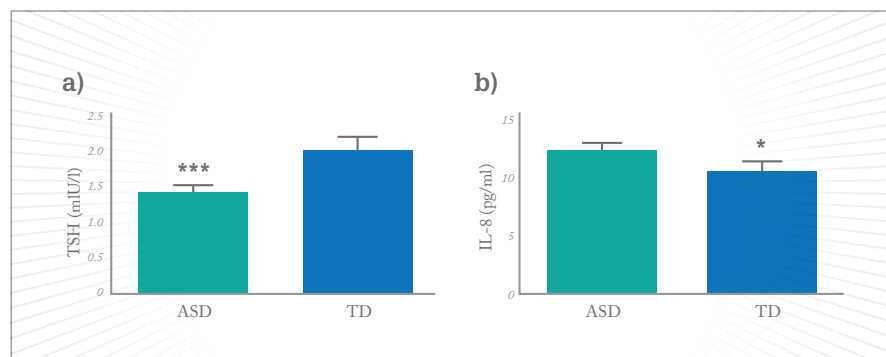 a)
2.5
2.0
1.5
1.0
0.5
0
TSH (mlU/l)
***
ASD
TD
b)
15
10
5
0
IL-8 (pg/ml)
*
ASD
TD